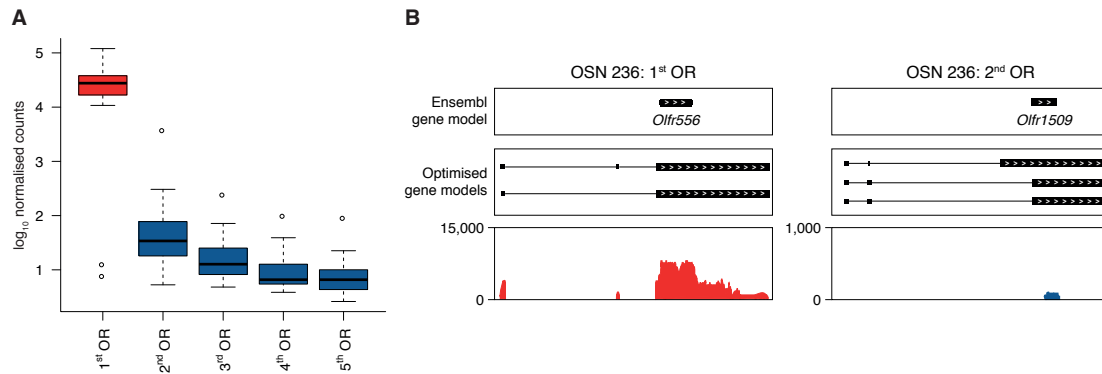 A
log10 normalised counts
5
4
3
2
1
1st OR
2nd OR
3rd OR
4th OR
5th OR
B
OSN 236: 1st OR
OSN 236: 2nd OR
Ensembl
gene model
Olfr556
Olfr1509
Optimised
gene models
15,000
0
1,000
0